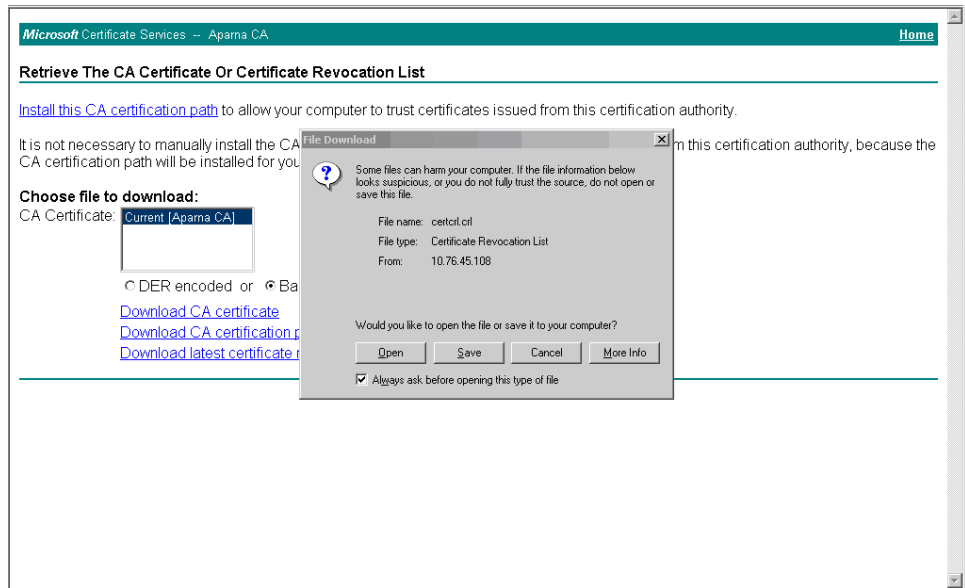 Microsoft Certificate Services -- Aparna CA Home
Retrieve The CA Certificate Or Certificate Revocation List
Install this CA certification path to allow your computer to trust certificates issued from this certification authority.
It is not necessary to manually install the CA m this certification authority, because the
CA certification path will be installed for you
Choose file to download:
CA Certificate: Current [Aparna CA]
DER encoded or Ba
Download CA certificate
Download CA certification p
Download latest certificate r
File Download
Some files can harm your computer. If the file information below
looks suspicious, or you do not fully trust the source, do not open or
save this file.
File name: certcrl.crl
File type: Certificate Revocation List
From: 10.76.45.108
Would you like to open the file or save it to your computer?
Open Save Cancel More Info
Always ask before opening this type of file